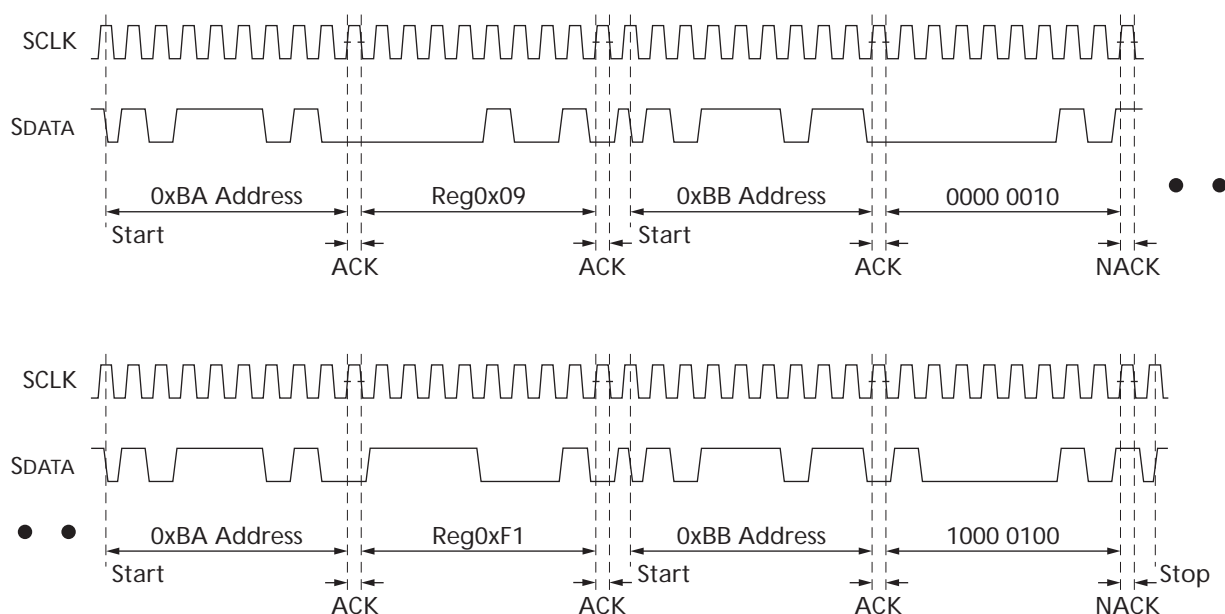 SCLK
SDATA
0xBA Address Reg0x09 0xBB Address 0000 0010
Start Start
ACK ACK ACK NACK
SCLK
SDATA
0xBA Address Reg0xF1 0xBB Address 1000 0100
Start Start Stop
ACK ACK ACK NACK